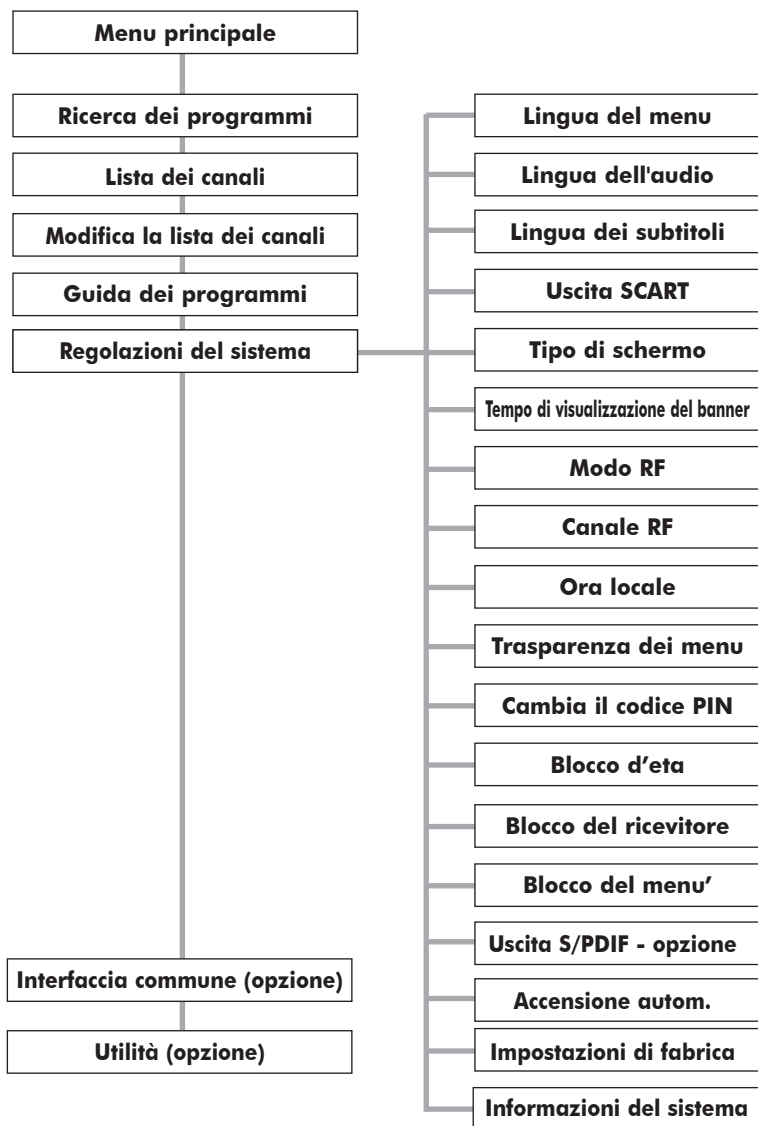 Menu principale
Ricerca dei programmi
Lista dei canali
Modifica la lista dei canali
Guida dei programmi
Regolazioni del sistema
Interfaccia commune (opzione)
Utilità (opzione)
Lingua del menu
Lingua dell'audio
Lingua dei subtitoli
Uscita SCART
Tipo di schermo
Tempo di visualizzazione del banner
Modo RF
Canale RF
Ora locale
Trasparenza dei menu
Cambia il codice PIN
Blocco d’eta
Blocco del ricevitore
Blocco del menu’
Uscita S/PDIF - opzione
Accensione autom.
Impostazioni di fabrica
Informazioni del sistema